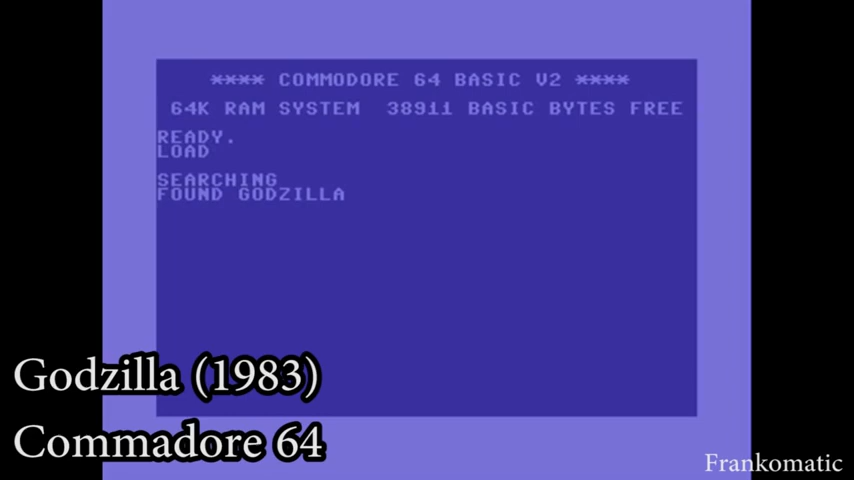 **** COMMODORE 64 BASIC V2 ****
64K RAM SYSTEM 38911 BASIC BYTES FREE
READY.
LOAD
SEARCHING
FOUND GODZILLA
Godzilla (1983)
Commadore 64
Frankomatic